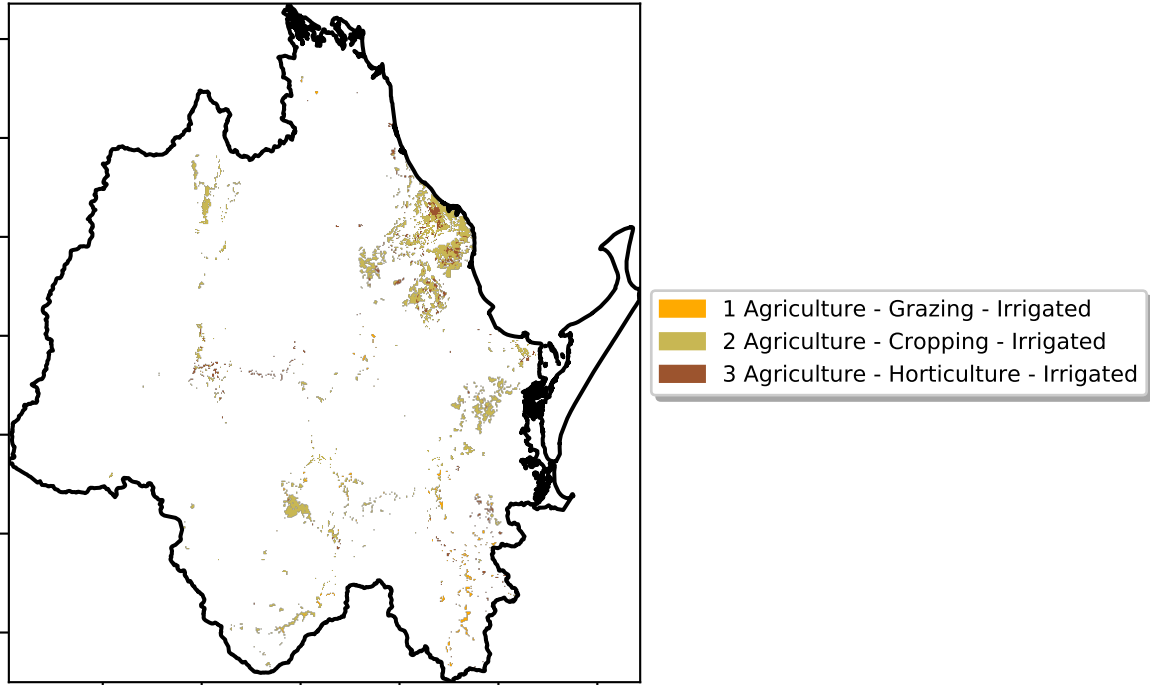 1 Agriculture - Grazing - Irrigated
2 Agriculture - Cropping - Irrigated
3 Agriculture - Horticulture - Irrigated